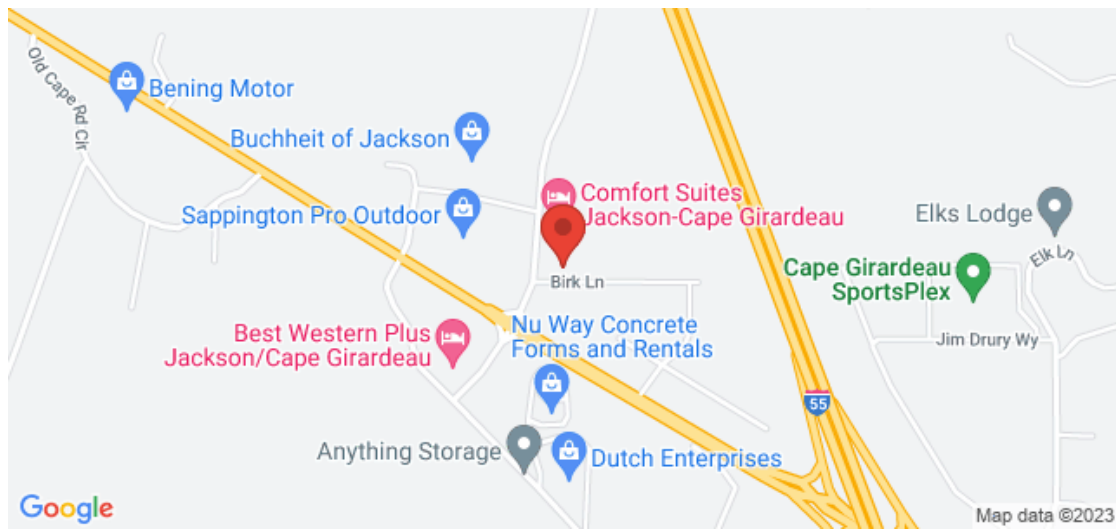 Old Cape Rd Cir
Bening Motor
Buchheit of Jackson
Comfort Suites
Jackson-Cape Girardeau
Sappington Pro Outdoor
Elks Lodge
Elk Ln
Cape Girardeau
SportsPlex
Birk Ln
Nu Way Concrete
Forms and Rentals
Best Western Plus
Jackson/Cape Girardeau
Jim Drury Wy
55
Anything Storage
Dutch Enterprises
Google
Map data ©2023